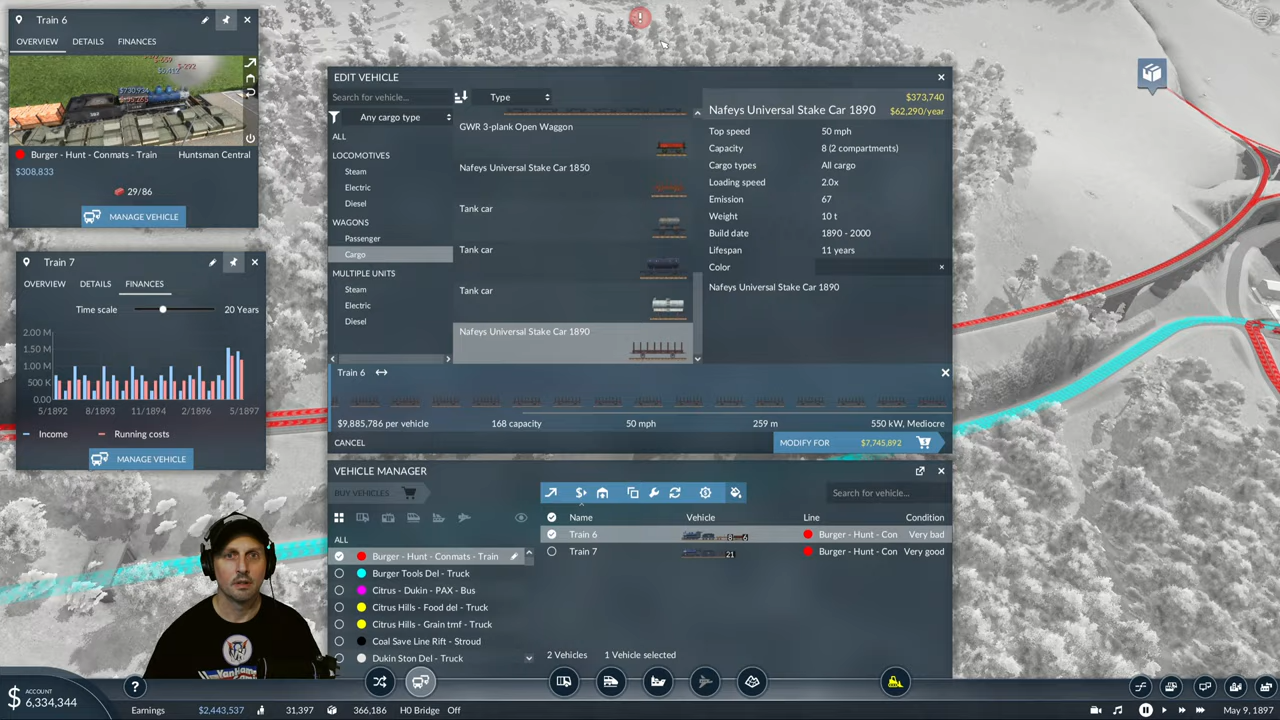 Train 6
OVERVIEW DETAILS FINANCES
$730,934
Burger - Hunt - Conmats - Train Huntsman Central
$308,833
29/86
MANAGE VEHICLE
Train 7
OVERVIEW DETAILS FINANCES
Time scale 20 Years
2.00 M
1.50 M
1.00 M
500 K
0.00
5/1892 8/1893 11/1894 2/1896 5/1897
Income Running costs
MANAGE VEHICLE
EDIT VEHICLE
Search for vehicle... Type
Any cargo type
ALL
LOCOMOTIVES
Steam
Electric
Diesel
WAGONS
Passenger
Cargo
MULTIPLE UNITS
Steam
Electric
Diesel
GWR 3-plank Open Waggon
Nafeys Universal Stake Car 1850
Tank car
Tank car
Tank car
Nafeys Universal Stake Car 1890
$373,740
Nafeys Universal Stake Car 1890 $62,290/year
Top speed 50 mph
Capacity 8 (2 compartments)
Cargo types All cargo
Loading speed 2.0x
Emission 67
Weight 10 t
Build date 1890 - 2000
Lifespan 11 years
Color
Nafeys Universal Stake Car 1890
Train 6
$9,885,786 per vehicle 168 capacity 50 mph 259 m 550 kW, Mediocre
CANCEL MODIFY FOR $7,745,892
VEHICLE MANAGER
BUY VEHICLES Search for vehicle...
Name Vehicle Line Condition
ALL
Train 6 8 6 Burger - Hunt - Con Very bad
Train 7 21 Burger - Hunt - Con Very good
Burger - Hunt - Conmats - Train
Burger Tools Del - Truck
Citrus - Dukin - PAX - Bus
Citrus Hills - Food del - Truck
Citrus Hills - Grain tmf - Truck
Coal Save Line Rift - Stroud
Dukin Ston Del - Truck
2 Vehicles 1 Vehicle selected
$ ACCOUNT
6,334,344
?
Earnings $2,443,537 31,397 366,186 H0 Bridge Off May 9, 1897